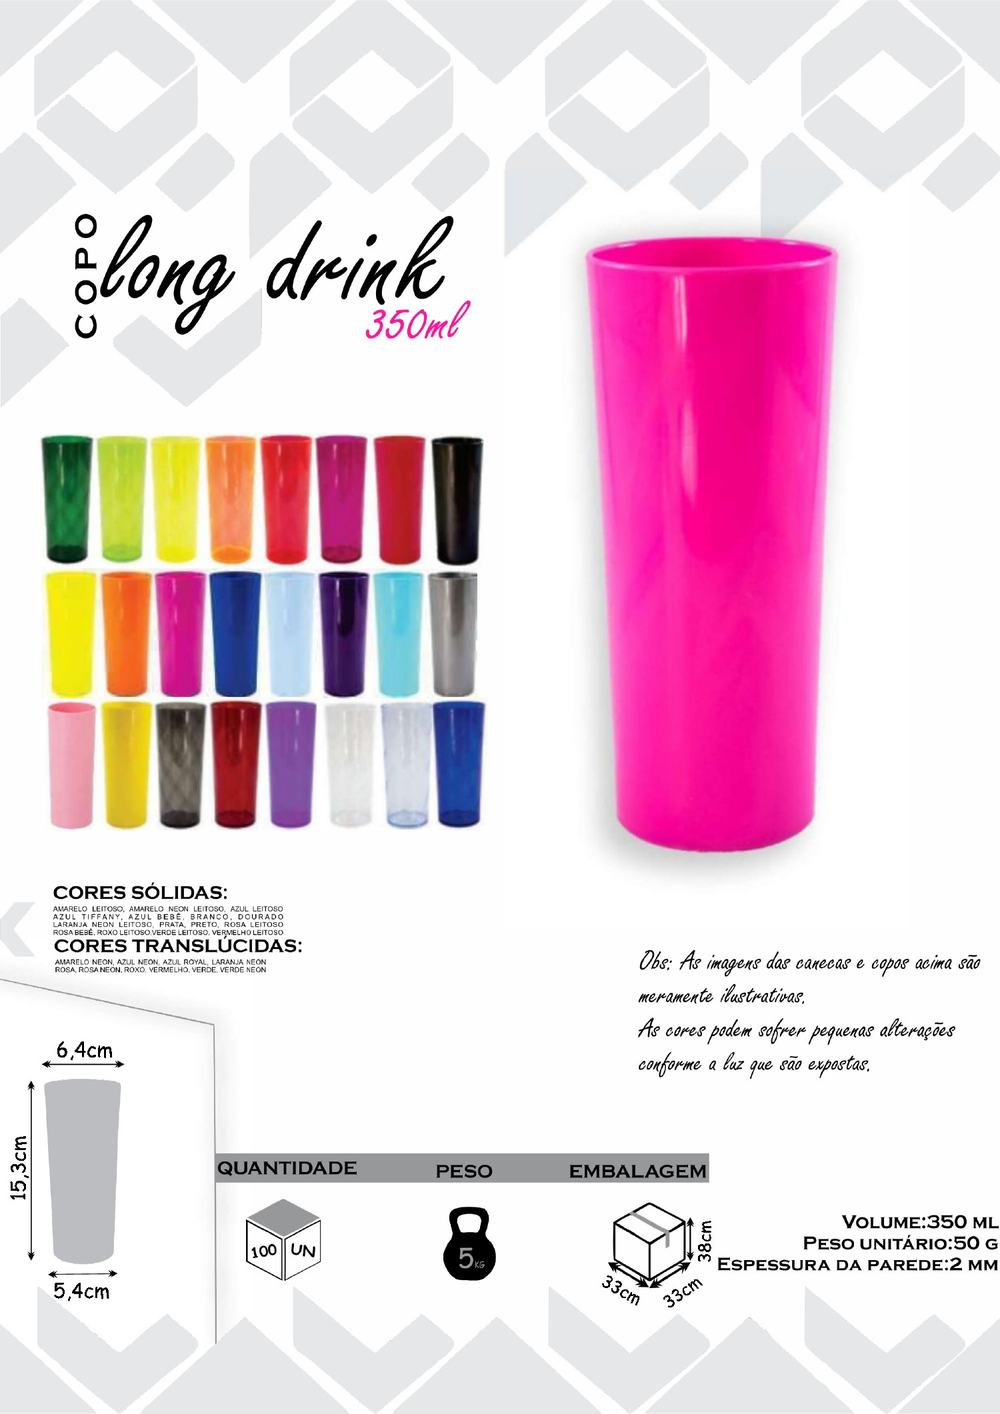 COPO
long drink
350ml
CORES SÓLIDAS:
AMARELO LEITOSO, AMARELO NEON LEITOSO, AZUL LEITOSO
AZUL TIFFANY, AZUL BEBÊ, BRANCO, DOURADO
LARANJA NEON LEITOSO, PRATA, PRETO, ROSA LEITOSO
ROSA BEBÊ, ROXO LEITOSO,VERDE LEITOSO, VERMELHO LEITOSO
CORES TRANSLÚCIDAS:
AMARELO NEON, AZUL NEON, AZUL ROYAL, LARANJA NEON
ROSA, ROSA NEON, ROXO, VERMELHO, VERDE, VERDE NEON
Obs: As imagens das canecas e copos acima são
meramente ilustrativas.
As cores podem sofrer pequenas alterações
conforme a luz que são expostas.
6,4cm
15,3cm
5,4cm
QUANTIDADE
PESO
EMBALAGEM
100 UN
5KG
38cm
33cm
33cm
VOLUME:350 ML
PESO UNITÁRIO:50 G
ESPESSURA DA PAREDE:2 MM